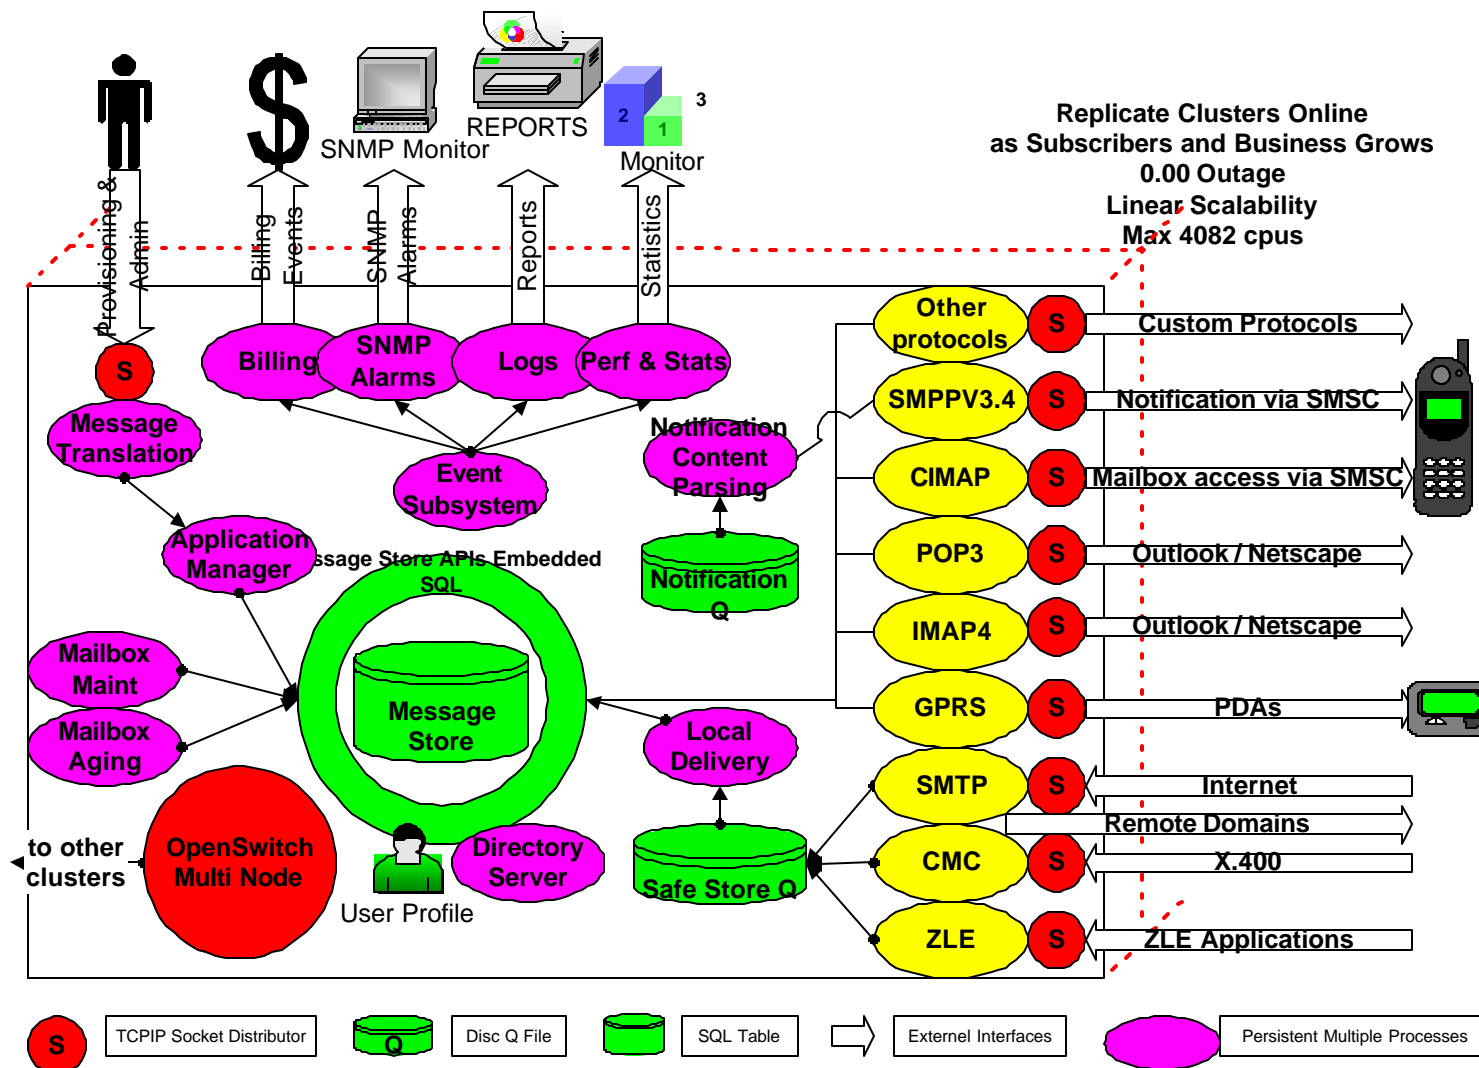 REPORTS
SNMP Monitor
2
1
3
Monitor
Replicate Clusters Online
as Subscribers and Business Grows
0.00 Outage
Linear Scalability
Max 4082 cpus
Provisioning &
Admin
Billing
Events
SNMP
Alarms
Reports
Statistics
S
Billing
SNMP
Alarms
Logs
Perf & Stats
Other
protocols
S
Custom Protocols
Message
Translation
Event
Subsystem
Notification
Content
Parsing
SMPPV3.4
S
Notification via SMSC
CIMAP
S
Mailbox access via SMSC
Application
Manager
ssage Store APIs Embedded
SQL
Notification
Q
POP3
S
Outlook / Netscape
IMAP4
S
Outlook / Netscape
Mailbox
Maint
Mailbox
Aging
Message
Store
Local
Delivery
GPRS
S
PDAs
SMTP
S
Internet
Remote Domains
to other
clusters
OpenSwitch
Multi Node
User Profile
Directory
Server
Safe Store Q
CMC
S
X.400
ZLE
S
ZLE Applications
S
TCPIP Socket Distributor
Q
Disc Q File
SQL Table
Externel Interfaces
Persistent Multiple Processes